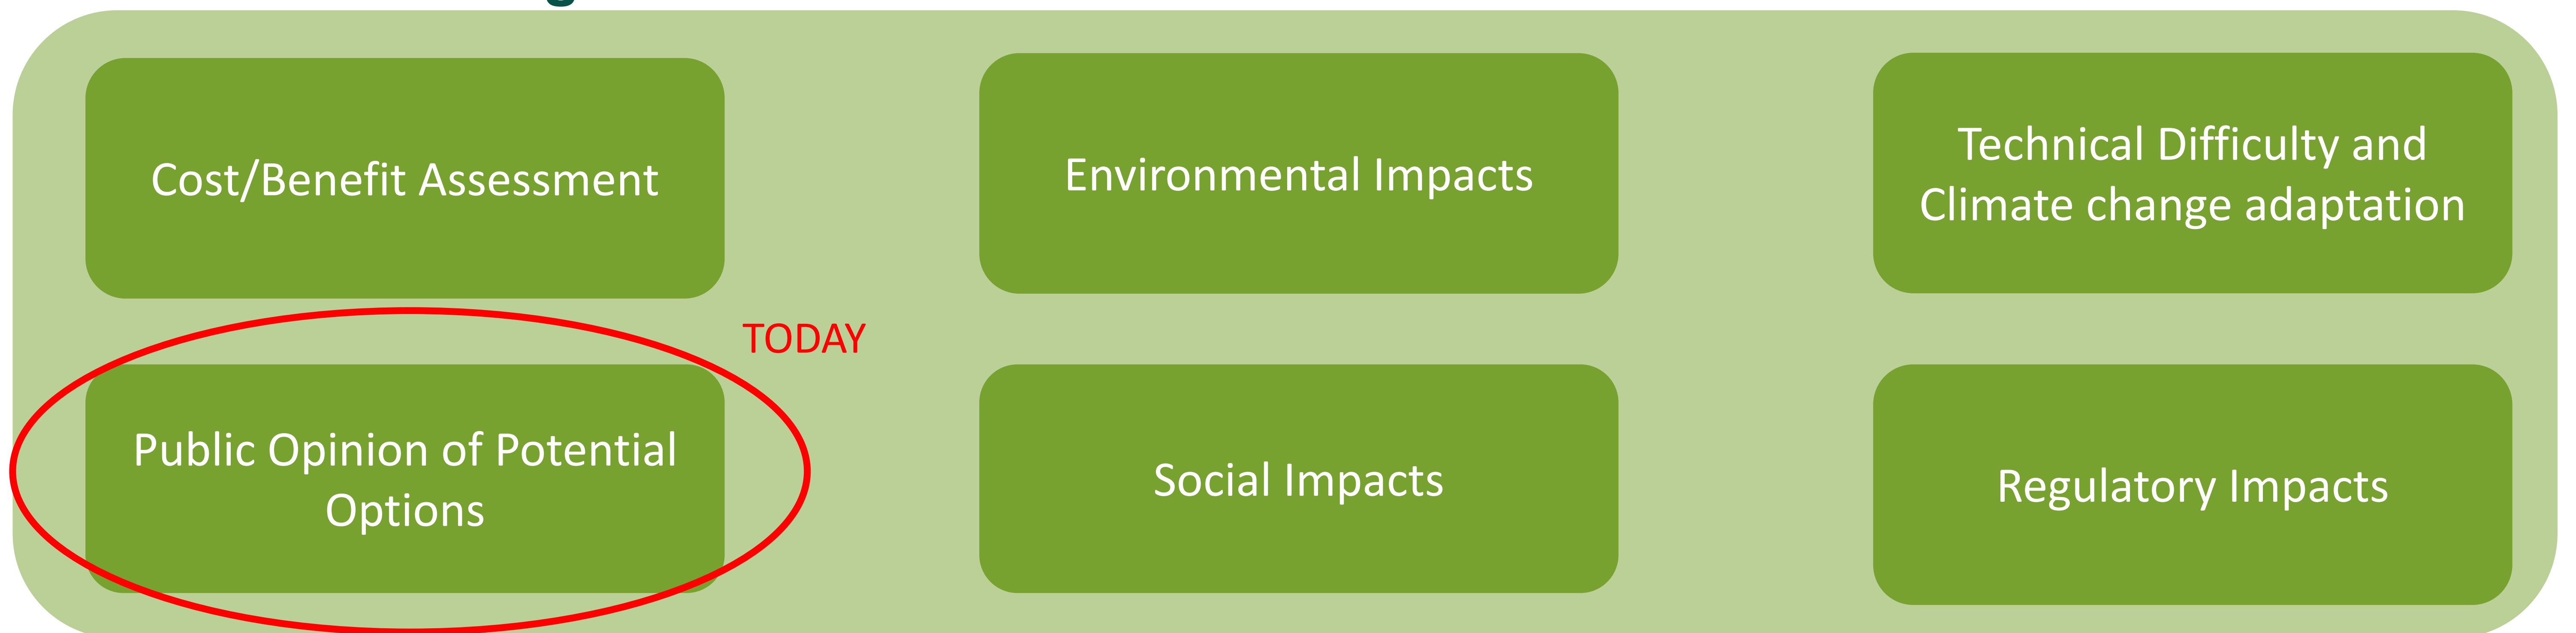 Cost/Benefit Assessment
Environmental Impacts
Technical Difficulty and
Climate change adaptation
TODAY
Public Opinion of Potential
Options
Social Impacts
Regulatory Impacts